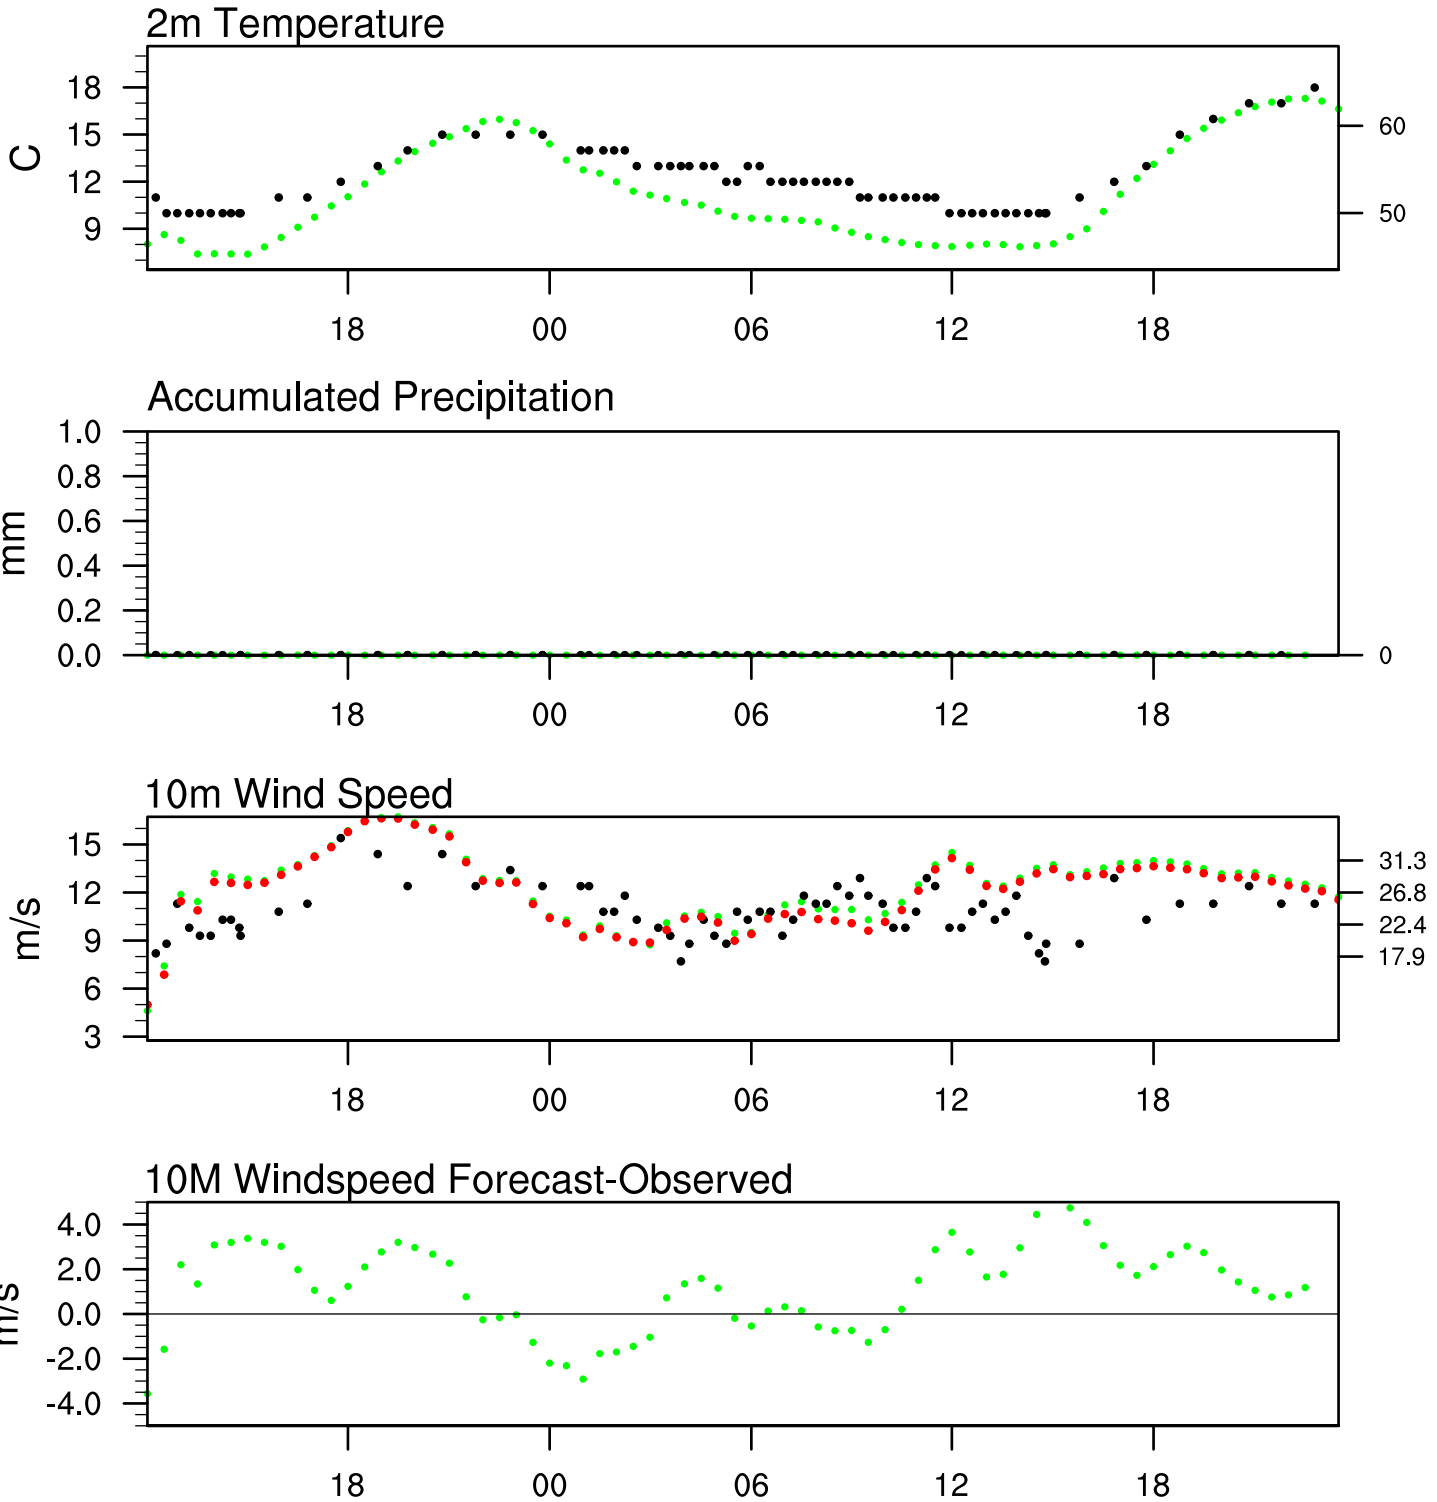 2m Temperature
18
15
12
9
C
60
50
18 00 06 12 18
Accumulated Precipitation
1.0
0.8
0.6
0.4
0.2
0.0
mm
0
18 00 06 12 18
10m Wind Speed
15
12
9
6
3
m/s
31.3
26.8
22.4
17.9
18 00 06 12 18
10M Windspeed Forecast-Observed
4.0
2.0
0.0
-2.0
-4.0
m/s
18 00 06 12 18